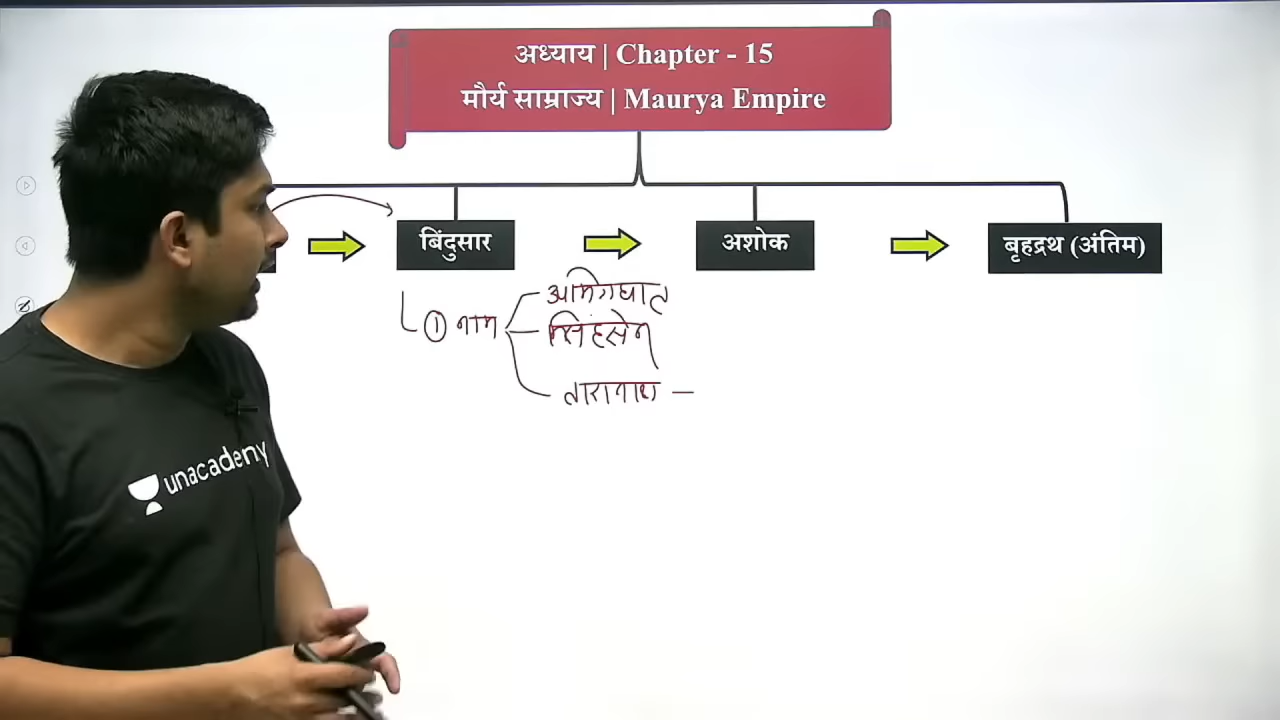 अध्याय | Chapter - 15
मौर्य साम्राज्य | Maurya Empire
बिंदुसार
अशोक
बृहद्रथ (अंतिम)
① नाम
अमित्रघात
सिंहसेन
तारानाथ —
unacademy